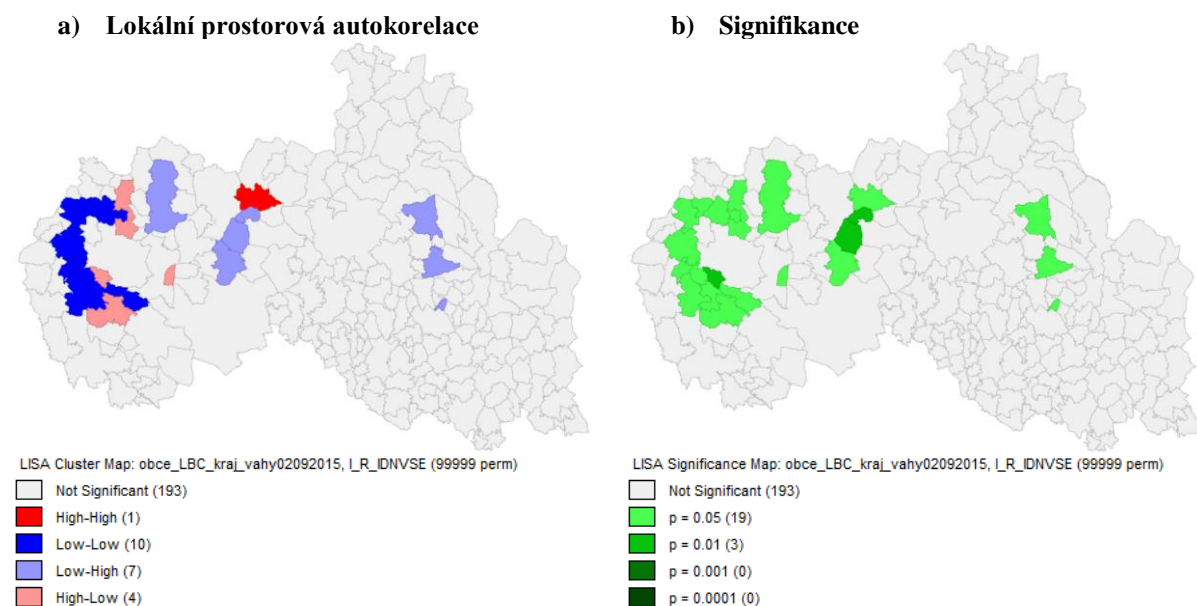 a) Lokální prostorová autokorelace
LISA Cluster Map: obce_LBC_kraj_vahy02092015, I_R_IDNVSE (99999 perm)
Not Significant (193)
High-High (1)
Low-Low (10)
Low-High (7)
High-Low (4)
b) Signifikance
LISA Significance Map: obce_LBC_kraj_vahy02092015, I_R_IDNVSE (99999 perm)
Not Significant (193)
p = 0.05 (19)
p = 0.01 (3)
p = 0.001 (0)
p = 0.0001 (0)